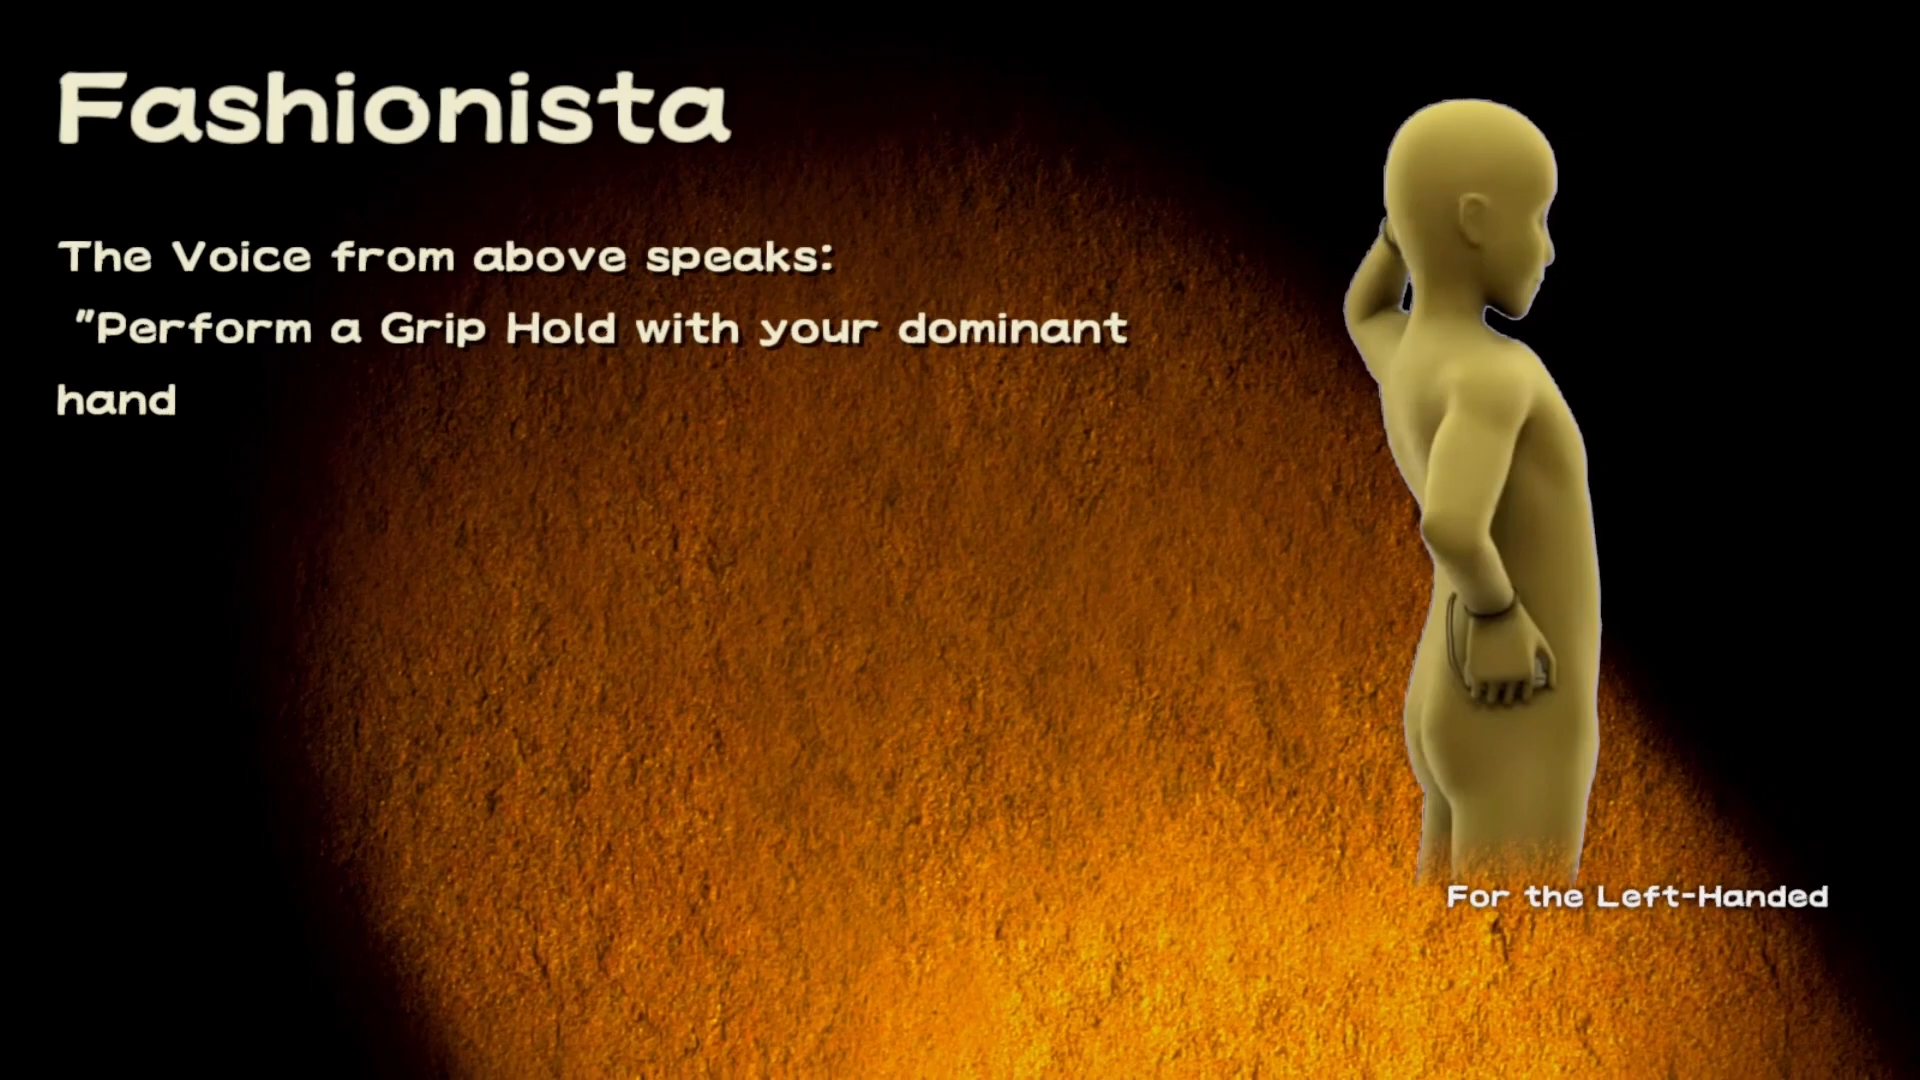 Fashionista
The Voice from above speaks:
"Perform a Grip Hold with your dominant
hand
For the Left-Handed